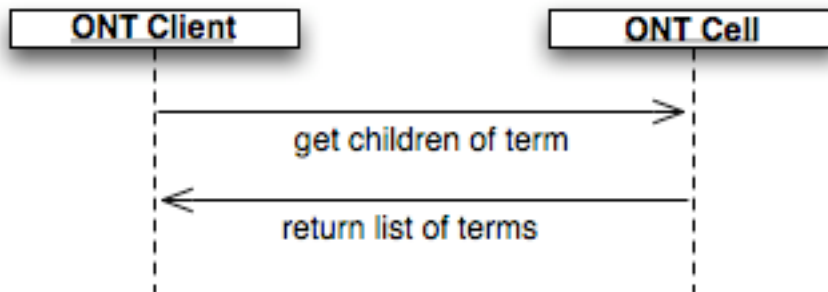 ONT Client
ONT Cell
get children of term
return list of terms